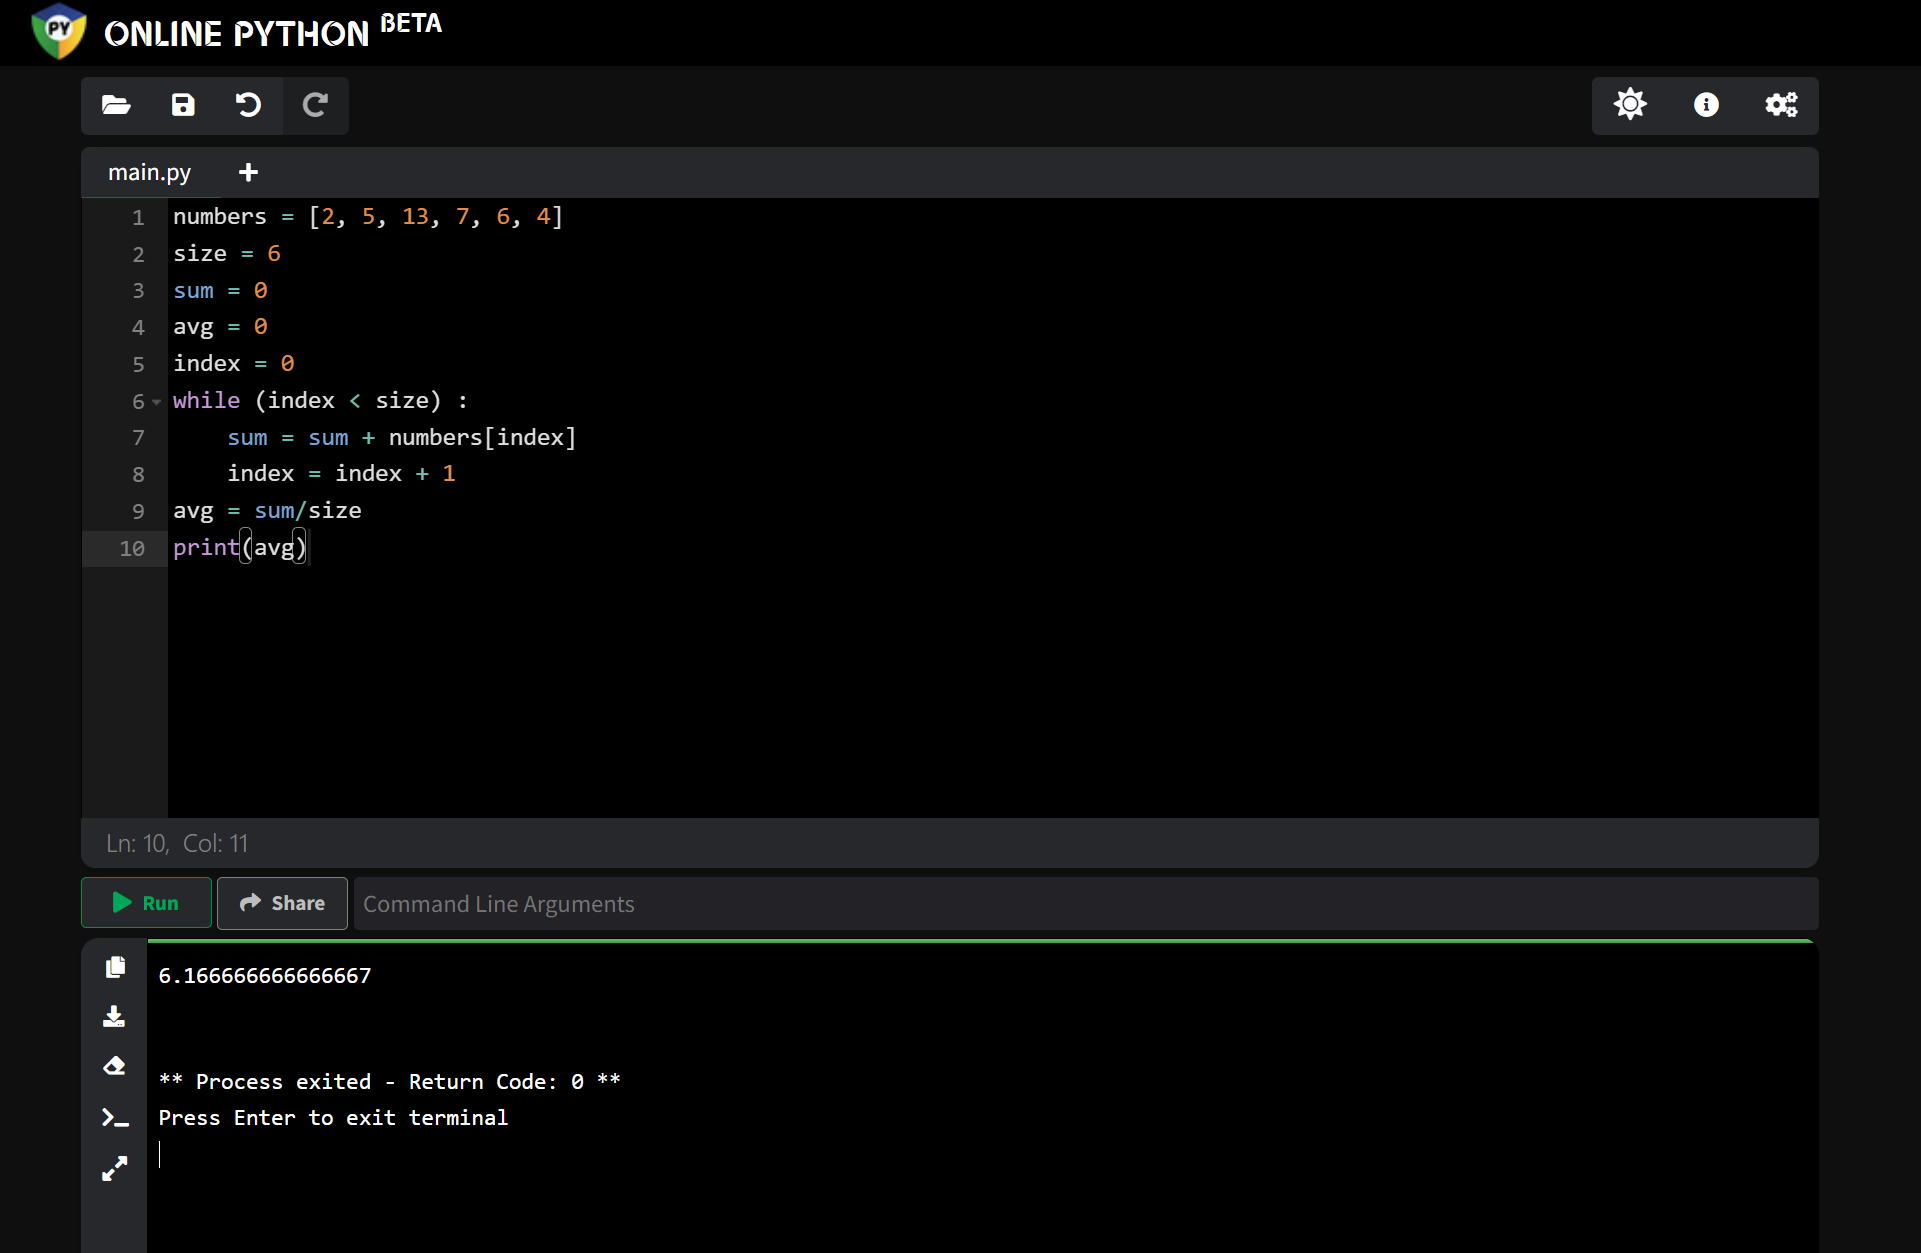 PY ONLINE PYTHON BETA
main.py
1 numbers = [2, 5, 13, 7, 6, 4]
2 size = 6
3 sum = 0
4 avg = 0
5 index = 0
6 while (index < size) :
7     sum = sum + numbers[index]
8     index = index + 1
9 avg = sum/size
10 print(avg)
Ln: 10, Col: 11
Run Share Command Line Arguments
6.166666666666667
** Process exited - Return Code: 0 **
Press Enter to exit terminal